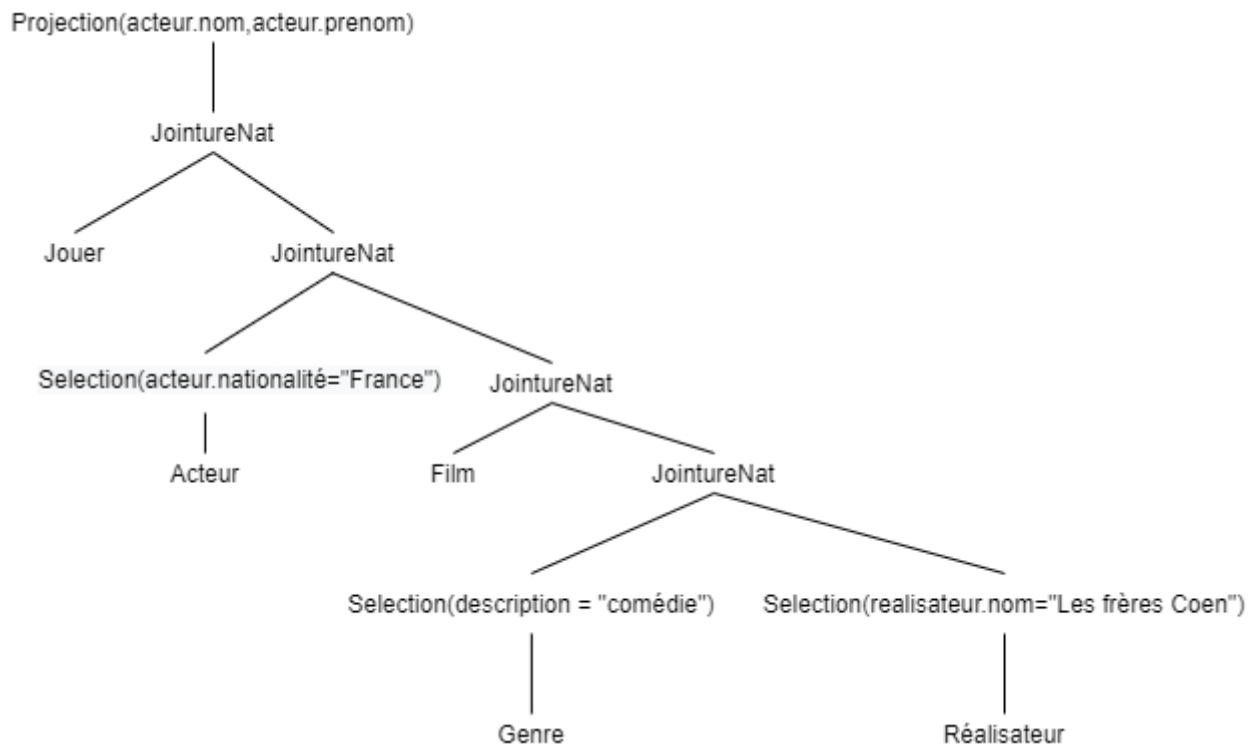 Projection(acteur.nom,acteur.prenom)
JointureNat
Jouer
JointureNat
Selection(acteur.nationalité="France")
JointureNat
Acteur
Film
JointureNat
Selection(description = "comédie")
Selection(realisateur.nom="Les frères Coen")
Genre
Réalisateur